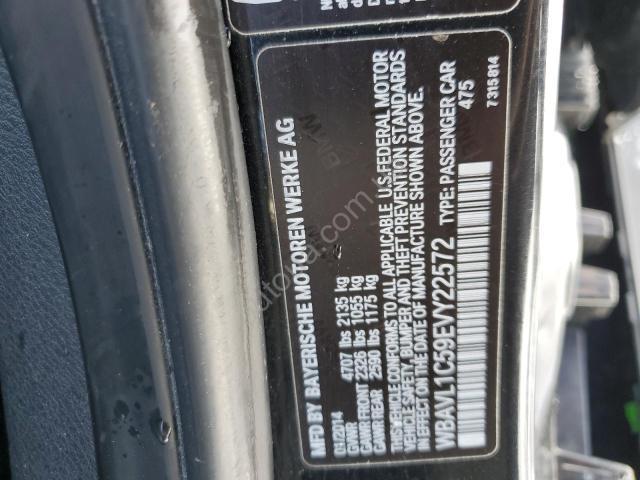 MFD BY BAYERISCHE MOTOREN WERKE AG
03/2014
GVWR 4707 lbs 2135 kg
GAWR FRONT 2326 lbs 1055 kg
GAWR REAR 2590 lbs 1175 kg
THIS VEHICLE CONFORMS TO ALL APPLICABLE U.S. FEDERAL MOTOR
VEHICLE SAFETY, BUMPER AND THEFT PREVENTION STANDARDS
IN EFFECT ON THE DATE OF MANUFACTURE SHOWN ABOVE.
WBAVL1C59EVY22572 TYPE: PASSENGER CAR
475
7315814